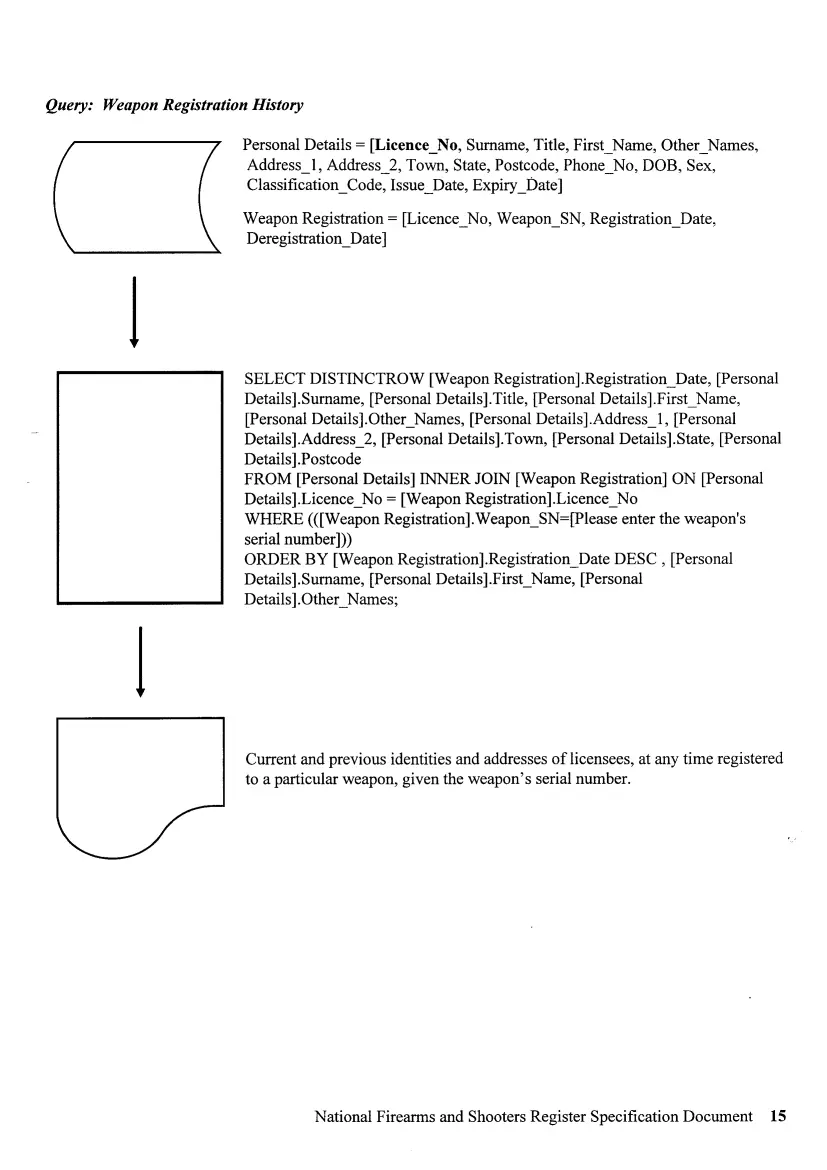 Query: Weapon Registration History
Personal Details = [Licence_No, Surname, Title, First_Name, Other_Names,
Address_1, Address_2, Town, State, Postcode, Phone_No, DOB, Sex,
Classification_Code, Issue_Date, Expiry_Date]
Weapon Registration = [Licence_No, Weapon_SN, Registration_Date,
Deregistration_Date]
SELECT DISTINCTROW [Weapon Registration].Registration_Date, [Personal
Details].Surname, [Personal Details].Title, [Personal Details].First_Name,
[Personal Details].Other_Names, [Personal Details].Address_1, [Personal
Details].Address_2, [Personal Details].Town, [Personal Details].State, [Personal
Details].Postcode
FROM [Personal Details] INNER JOIN [Weapon Registration] ON [Personal
Details].Licence_No = [Weapon Registration].Licence_No
WHERE (([Weapon Registration].Weapon_SN=[Please enter the weapon's
serial number]))
ORDER BY [Weapon Registration].Registration_Date DESC , [Personal
Details].Surname, [Personal Details].First_Name, [Personal
Details].Other_Names;
Current and previous identities and addresses of licensees, at any time registered
to a particular weapon, given the weapon's serial number.
National Firearms and Shooters Register Specification Document 15